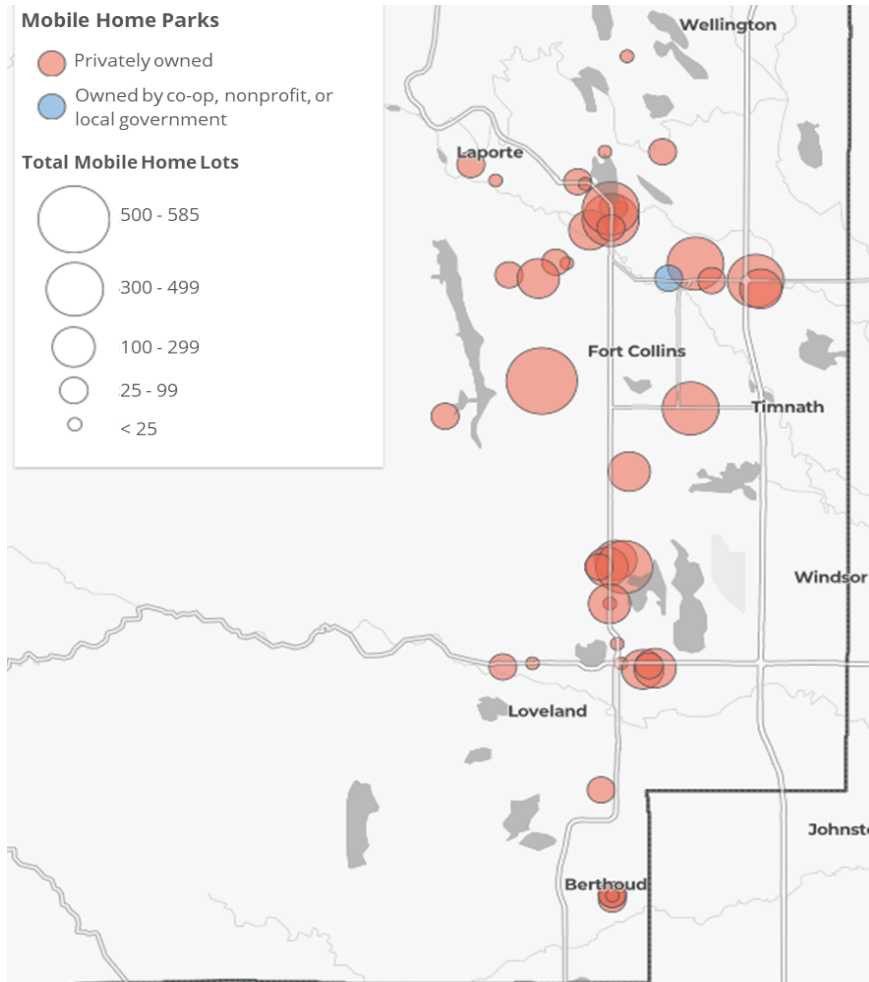 Mobile Home Parks
Privately owned
Owned by co-op, nonprofit, or
local government
Total Mobile Home Lots
500 - 585
300 - 499
100 - 299
25 - 99
< 25
Wellington
Laporte
Fort Collins
Timnath
Windsor
Loveland
Johnst
Berthoud